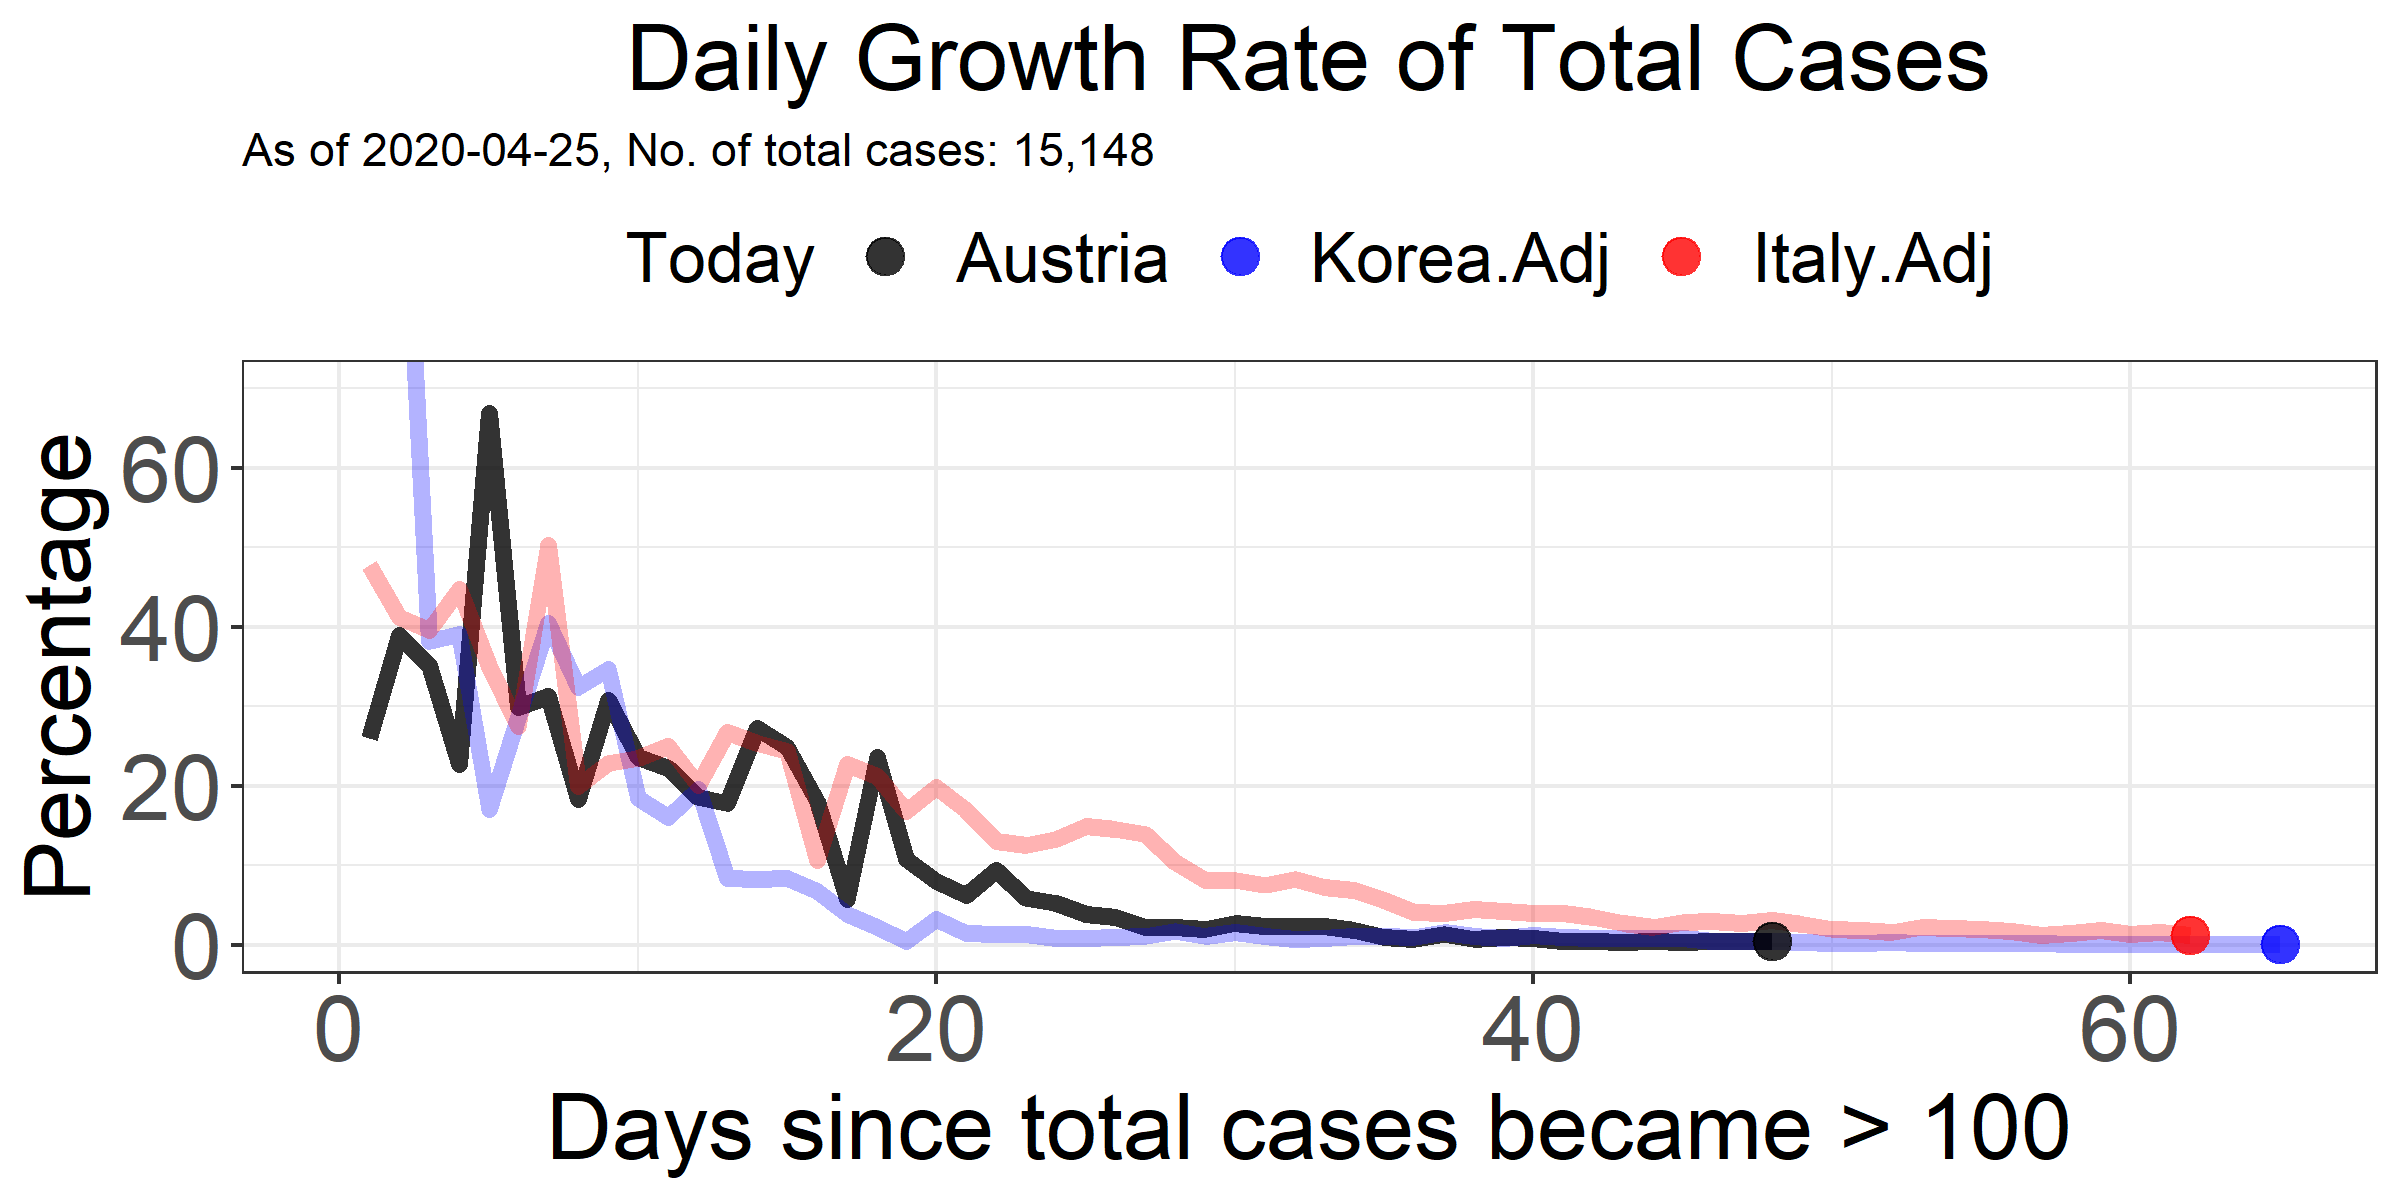 Daily Growth Rate of Total Cases
As of 2020-04-25, No. of total cases: 15,148
Today Austria Korea.Adj Italy.Adj
Percentage
60
40
20
0
0 20 40 60
Days since total cases became > 100